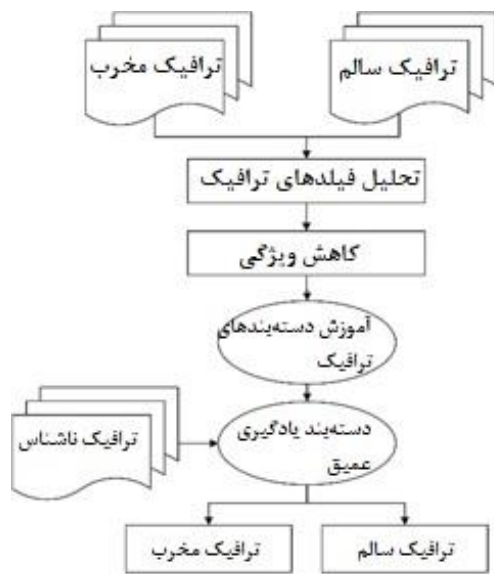 ترافیک سالم
ترافیک مخرب
تحلیل فیلدهای ترافیک
کاهش ویژگی
آموزش دسته‌بندهای
ترافیک
دسته‌بند یادگیری
عمیق
ترافیک ناشناس
ترافیک سالم
ترافیک مخرب